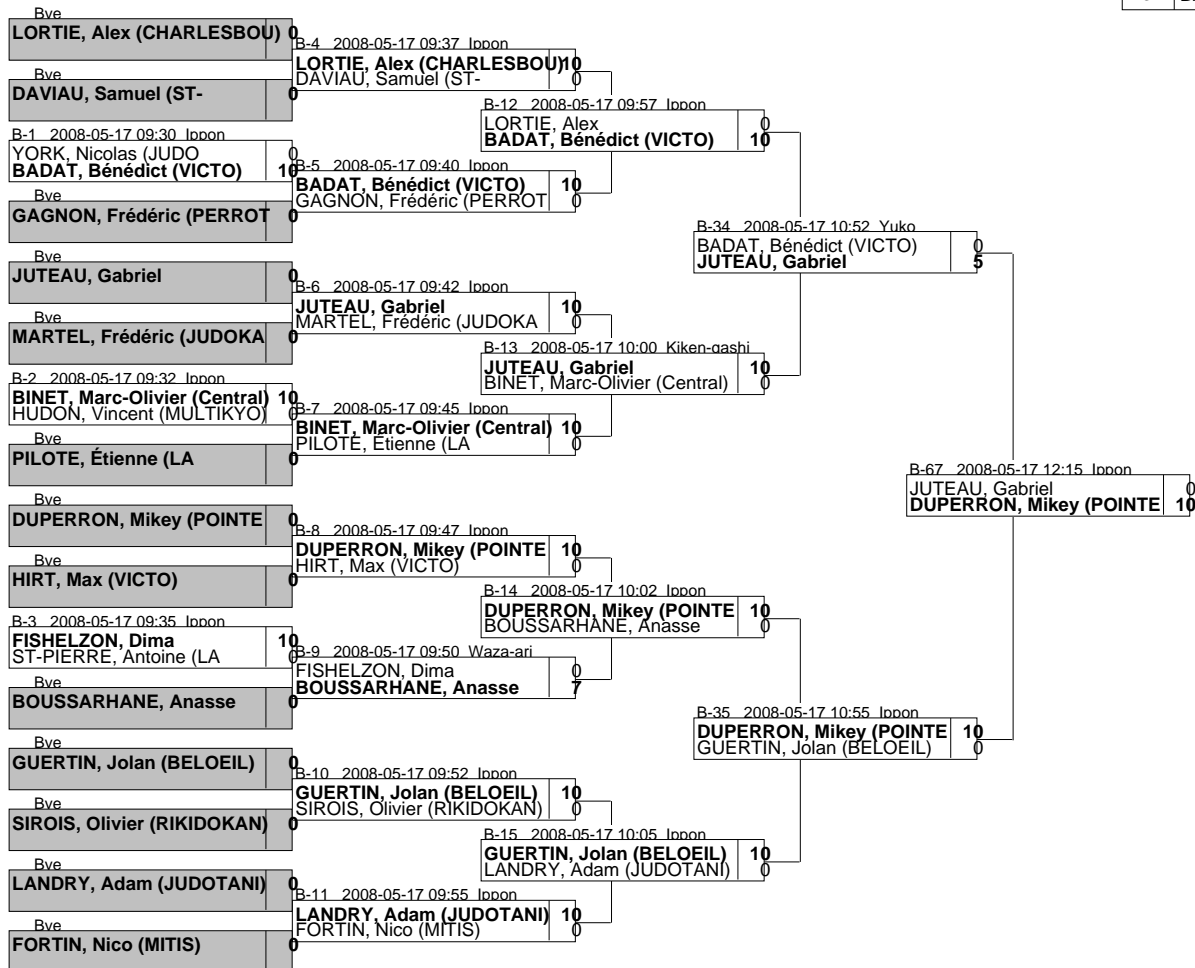 Bye
LORTIE, Alex (CHARLESBOU) 0
Bye
DAVIAU, Samuel (ST- 0
B-1 2008-05-17 09:30 Ippon
YORK, Nicolas (JUDO 0
BADAT, Bénédict (VICTO) 10
Bye
GAGNON, Frédéric (PERROT 0
Bye
JUTEAU, Gabriel 0
Bye
MARTEL, Frédéric (JUDOKA 0
B-2 2008-05-17 09:32 Ippon
BINET, Marc-Olivier (Central) 10
HUDON, Vincent (MULTIKYO) 0
Bye
PILOTE, Étienne (LA 0
Bye
DUPERRON, Mikey (POINTE 0
Bye
HIRT, Max (VICTO) 0
B-3 2008-05-17 09:35 Ippon
FISHELZON, Dima 10
ST-PIERRE, Antoine (LA 0
Bye
BOUSSARHANE, Anasse 0
Bye
GUERTIN, Jolan (BELOEIL) 0
Bye
SIROIS, Olivier (RIKIDOKAN) 0
Bye
LANDRY, Adam (JUDOTANI) 0
Bye
FORTIN, Nico (MITIS) 0
B-4 2008-05-17 09:37 Ippon
LORTIE, Alex (CHARLESBOU) 10
DAVIAU, Samuel (ST- 0
B-5 2008-05-17 09:40 Ippon
BADAT, Bénédict (VICTO) 10
GAGNON, Frédéric (PERROT 0
B-6 2008-05-17 09:42 Ippon
JUTEAU, Gabriel 10
MARTEL, Frédéric (JUDOKA 0
B-7 2008-05-17 09:45 Ippon
BINET, Marc-Olivier (Central) 10
PILOTE, Étienne (LA 0
B-8 2008-05-17 09:47 Ippon
DUPERRON, Mikey (POINTE 10
HIRT, Max (VICTO) 0
B-9 2008-05-17 09:50 Waza-ari
FISHELZON, Dima 0
BOUSSARHANE, Anasse 7
B-10 2008-05-17 09:52 Ippon
GUERTIN, Jolan (BELOEIL) 10
SIROIS, Olivier (RIKIDOKAN) 0
B-11 2008-05-17 09:55 Ippon
LANDRY, Adam (JUDOTANI) 10
FORTIN, Nico (MITIS) 0
B-12 2008-05-17 09:57 Ippon
LORTIE, Alex 0
BADAT, Bénédict (VICTO) 10
B-13 2008-05-17 10:00 Kiken-gashi
JUTEAU, Gabriel 10
BINET, Marc-Olivier (Central) 0
B-14 2008-05-17 10:02 Ippon
DUPERRON, Mikey (POINTE 10
BOUSSARHANE, Anasse 0
B-15 2008-05-17 10:05 Ippon
GUERTIN, Jolan (BELOEIL) 10
LANDRY, Adam (JUDOTANI) 0
B-34 2008-05-17 10:52 Yuko
BADAT, Bénédict (VICTO) 0
JUTEAU, Gabriel 5
B-35 2008-05-17 10:55 Ippon
DUPERRON, Mikey (POINTE 10
GUERTIN, Jolan (BELOEIL) 0
B-67 2008-05-17 12:15 Ippon
JUTEAU, Gabriel 0
DUPERRON, Mikey (POINTE 10